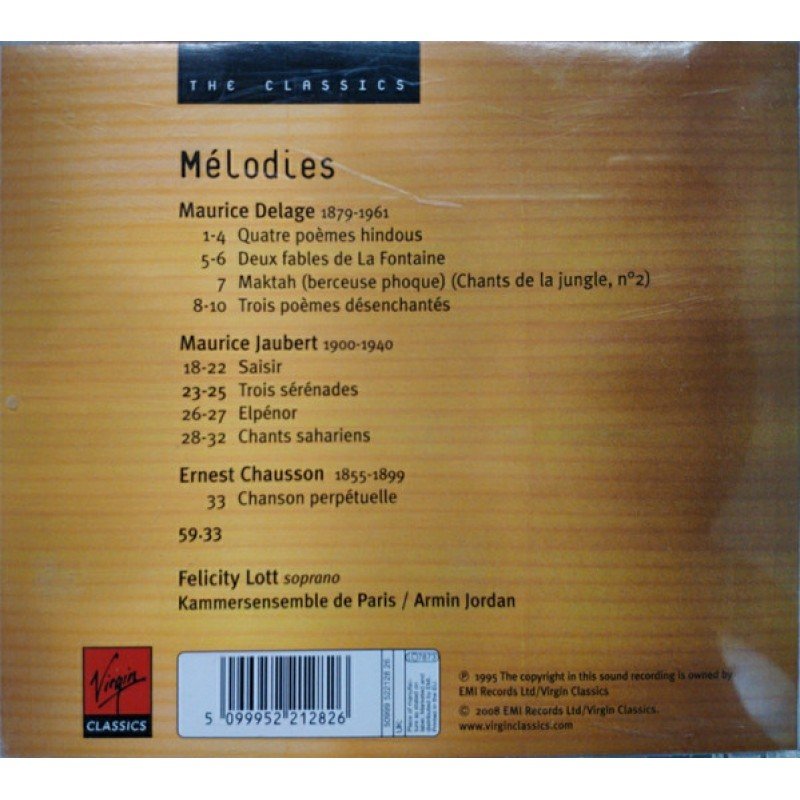 THE CLASSICS
Mélodies
Maurice Delage 1879-1961
1-4 Quatre poèmes hindous
5-6 Deux fables de La Fontaine
7 Maktah (berceuse phoque) (Chants de la jungle, n°2)
8-10 Trois poèmes désenchantés
Maurice Jaubert 1900-1940
18-22 Saisir
23-25 Trois sérénades
26-27 Elpénor
28-32 Chants sahariens
Ernest Chausson 1855-1899
33 Chanson perpétuelle
59.33
Felicity Lott soprano
Kammersensemble de Paris / Armin Jordan
Virgin
CLASSICS
5 099952 212826
50999 5221128 26
UK:
℗ 1995 The copyright in this sound recording is owned by
EMI Records Ltd/Virgin Classics
© 2008 EMI Records Ltd/Virgin Classics.
www.virginclassics.com